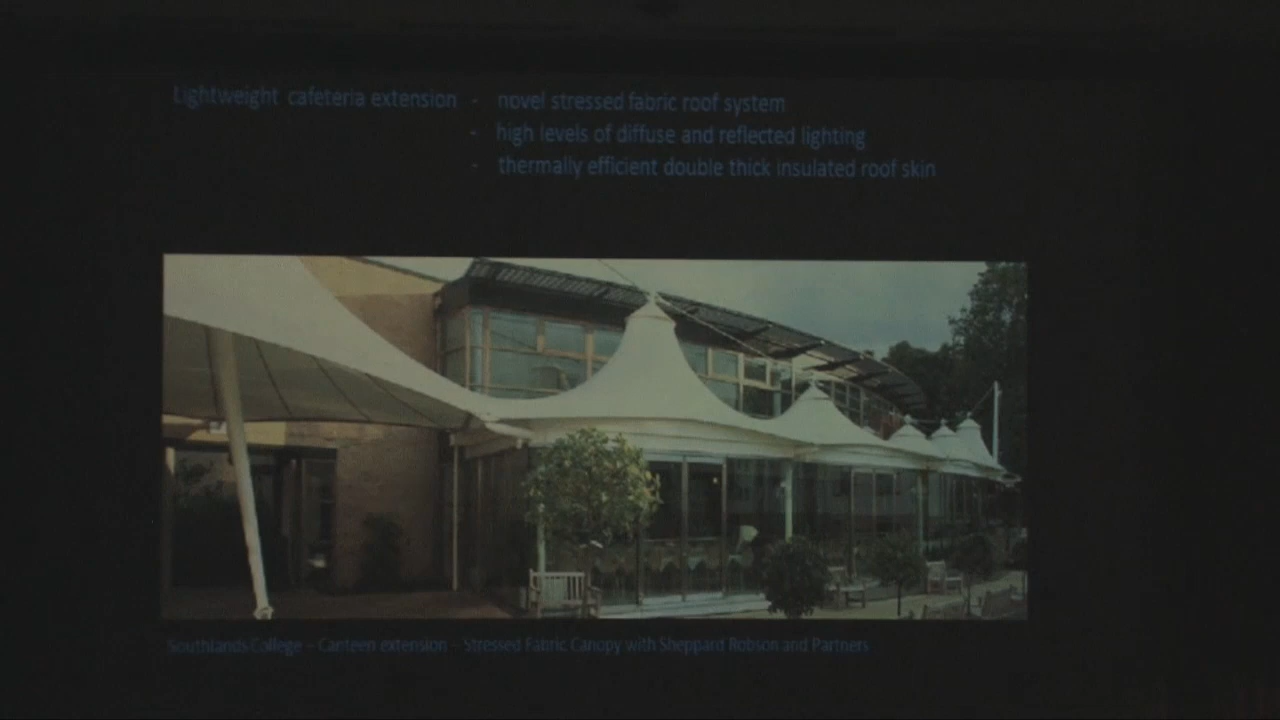 Lightweight cafeteria extension - novel stressed fabric roof system
- high levels of diffuse and reflected lighting
- thermally efficient double thick insulated roof skin
Southlands College – Canteen extension – Stressed Fabric Canopy with Sheppard Robson and Partners